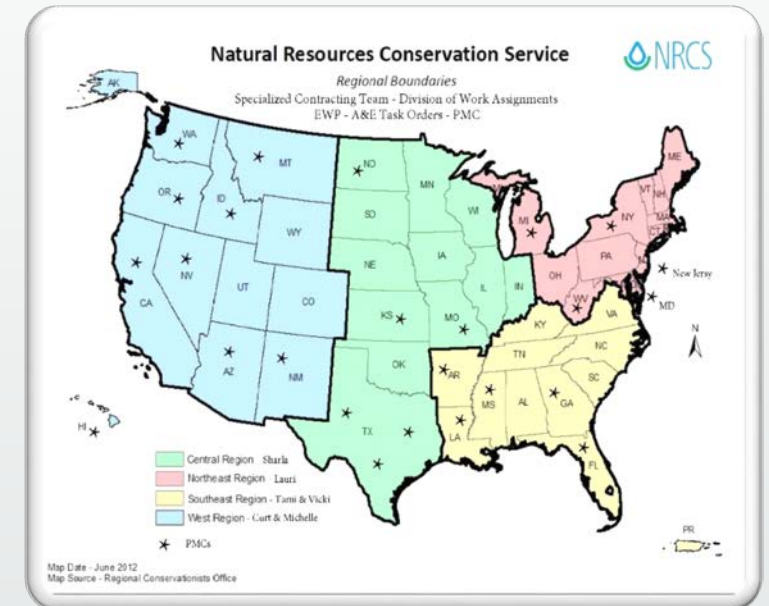 Natural Resources Conservation Service
NRCS
Regional Boundaries
Specialized Contracting Team - Division of Work Assignments
EWP - A&E Task Orders - PMC
AK
WA
MT
ND
MN
ME
OR
ID
WI
MI
VT
NH
NY
MA
CT
SD
WY
IA
PA
NE
NV
OH
New Jersy
UT
CO
IL
IN
WV
MD
CA
KS
MO
KY
VA
N
NC
TN
AZ
NM
OK
AR
SC
HI
TX
MS
AL
GA
LA
FL
Central Region - Sharla
Northeast Region - Lauri
Southeast Region - Tami & Vicki
West Region - Curt & Michelle
PMCs
PR
Map Date - June 2012
Map Source - Regional Conservationists Office